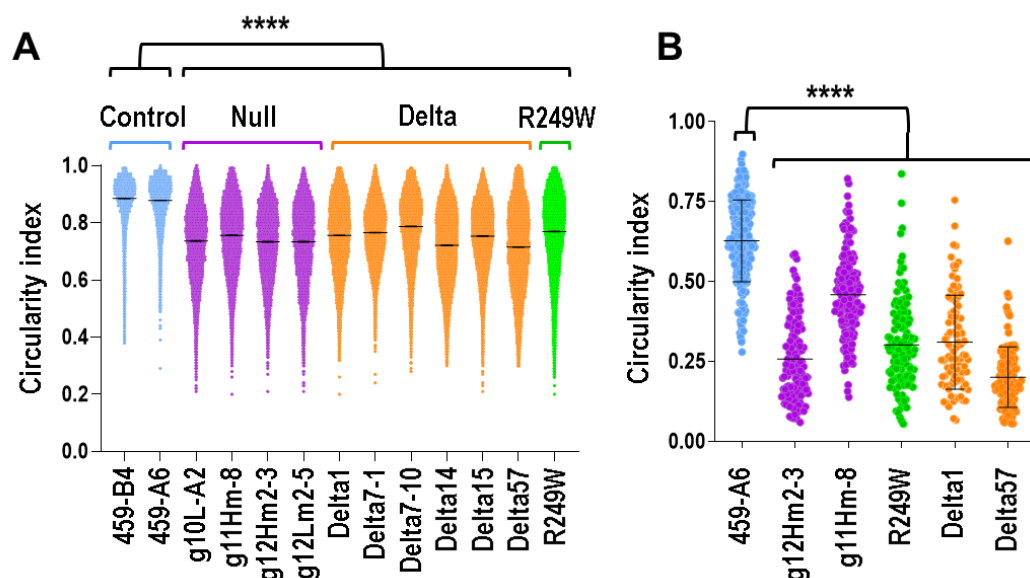 A
****
Control
Null
Delta
R249W
Circularity index
1.0
0.8
0.6
0.4
0.2
0.0
459-B4
459-A6
g10L-A2
g11Hm-8
g12Hm2-3
g12Lm2-5
Delta1
Delta7-1
Delta7-10
Delta14
Delta15
Delta57
R249W
B
****
Circularity index
1.00
0.75
0.50
0.25
0.00
459-A6
g12Hm2-3
g11Hm-8
R249W
Delta1
Delta57